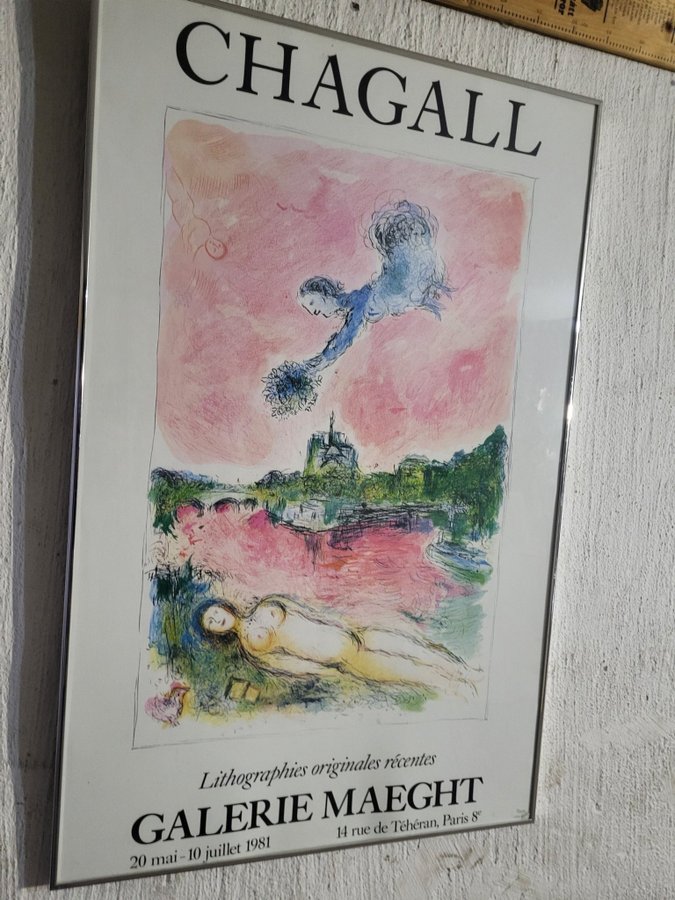 CHAGALL
Lithographies originales récentes
GALERIE MAEGHT
20 mai - 10 juillet 1981
14 rue de Téhéran, Paris 8e